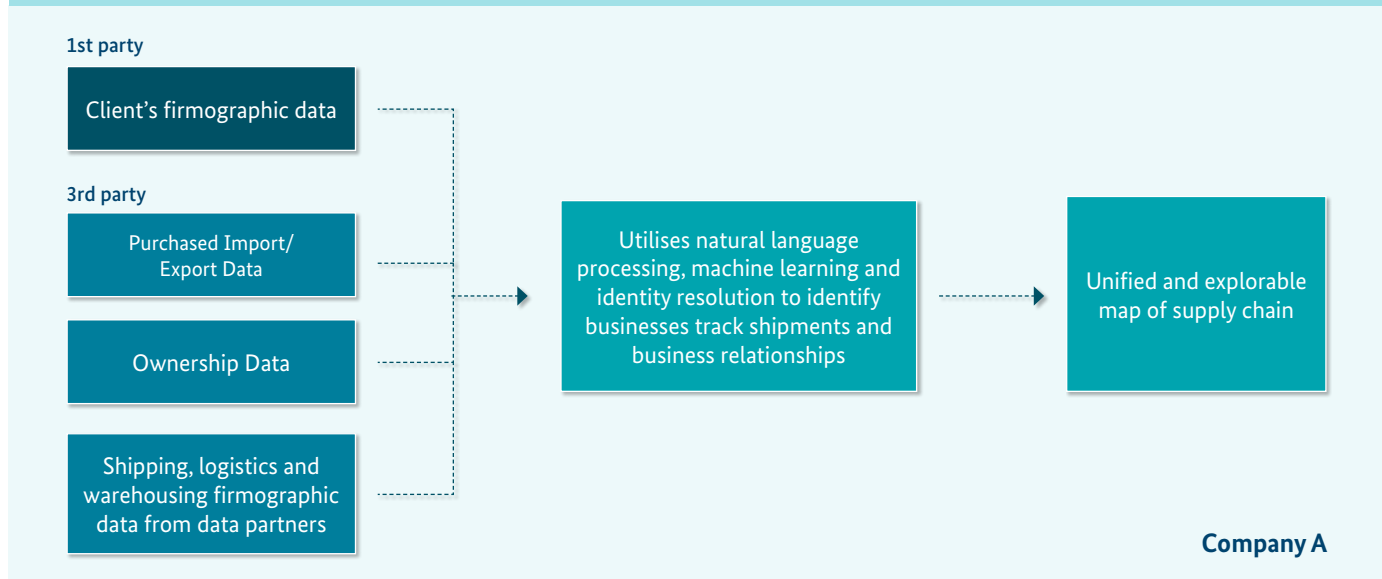 1st party
Client’s firmographic data
3rd party
Purchased Import/
Export Data
Ownership Data
Shipping, logistics and
warehousing firmographic
data from data partners
Utilises natural language
processing, machine learning and
identity resolution to identify
businesses track shipments and
business relationships
Unified and explorable
map of supply chain
Company A